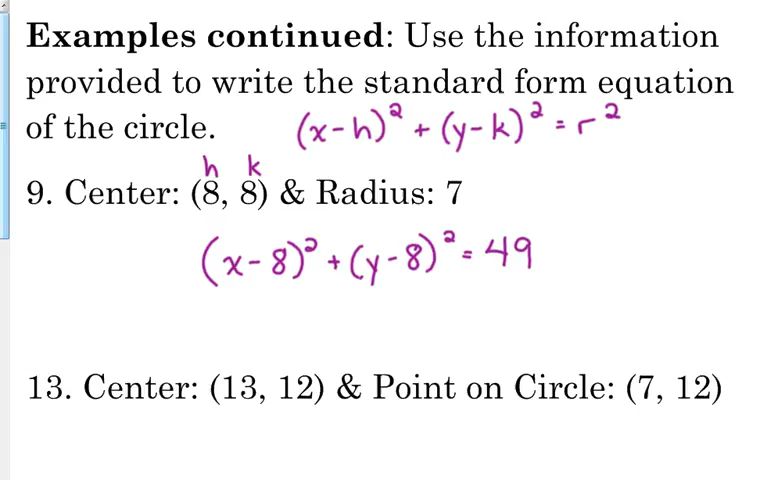 Examples continued: Use the information
provided to write the standard form equation
of the circle. (x-h)² + (y-k)² = r²
h k
9. Center: (8, 8) & Radius: 7
(x-8)² + (y-8)² = 49
13. Center: (13, 12) & Point on Circle: (7, 12)